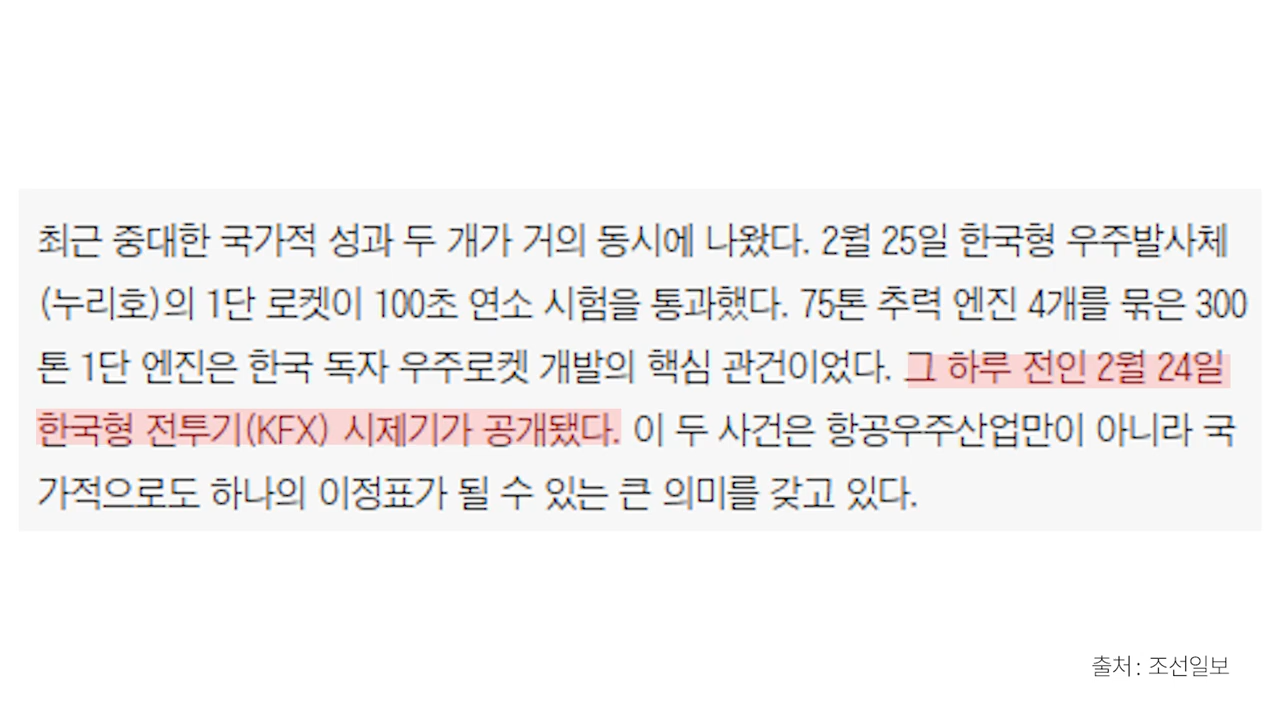 최근 중대한 국가적 성과 두 개가 거의 동시에 나왔다. 2월 25일 한국형 우주발사체
(누리호)의 1단 로켓이 100초 연소 시험을 통과했다. 75톤 추력 엔진 4개를 묶은 300
톤 1단 엔진은 한국 독자 우주로켓 개발의 핵심 관건이었다. 그 하루 전인 2월 24일
한국형 전투기(KFX) 시제기가 공개됐다. 이 두 사건은 항공우주산업만이 아니라 국
가적으로도 하나의 이정표가 될 수 있는 큰 의미를 갖고 있다.
출처: 조선일보